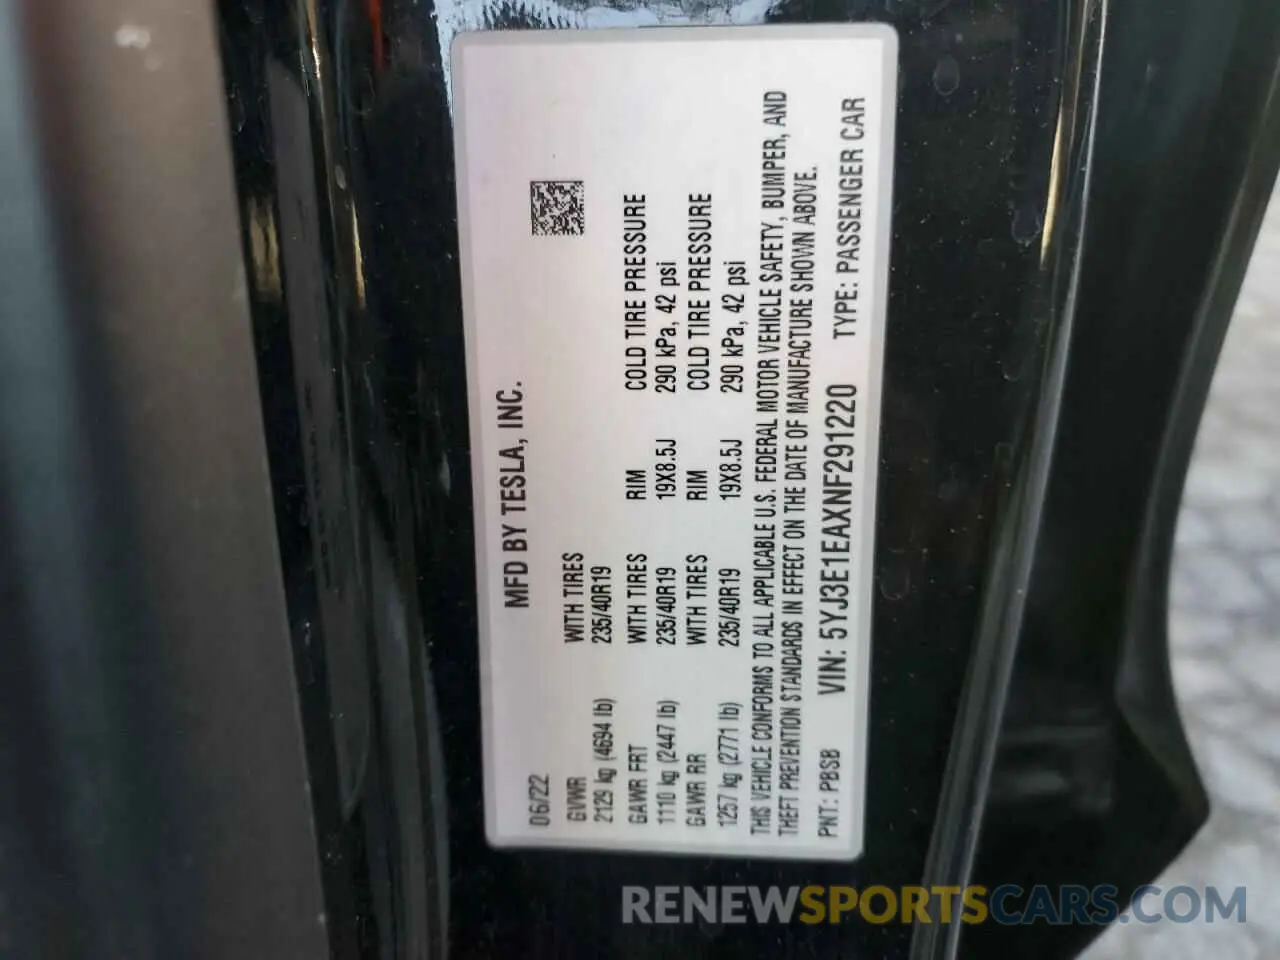 MFD BY TESLA, INC.
06/22
GVWR WITH TIRES
2129 kg (4694 lb) 235/40R19
GAWR FRT WITH TIRES RIM COLD TIRE PRESSURE
1110 kg (2447 lb) 235/40R19 19X8.5J 290 kPa, 42 psi
GAWR RR WITH TIRES RIM COLD TIRE PRESSURE
1257 kg (2771 lb) 235/40R19 19X8.5J 290 kPa, 42 psi
THIS VEHICLE CONFORMS TO ALL APPLICABLE U.S. FEDERAL MOTOR VEHICLE SAFETY, BUMPER, AND
THEFT PREVENTION STANDARDS IN EFFECT ON THE DATE OF MANUFACTURE SHOWN ABOVE.
PNT: PBSB VIN: 5YJ3E1EAXNF291220 TYPE: PASSENGER CAR
RENEWSPORTSCARS.COM